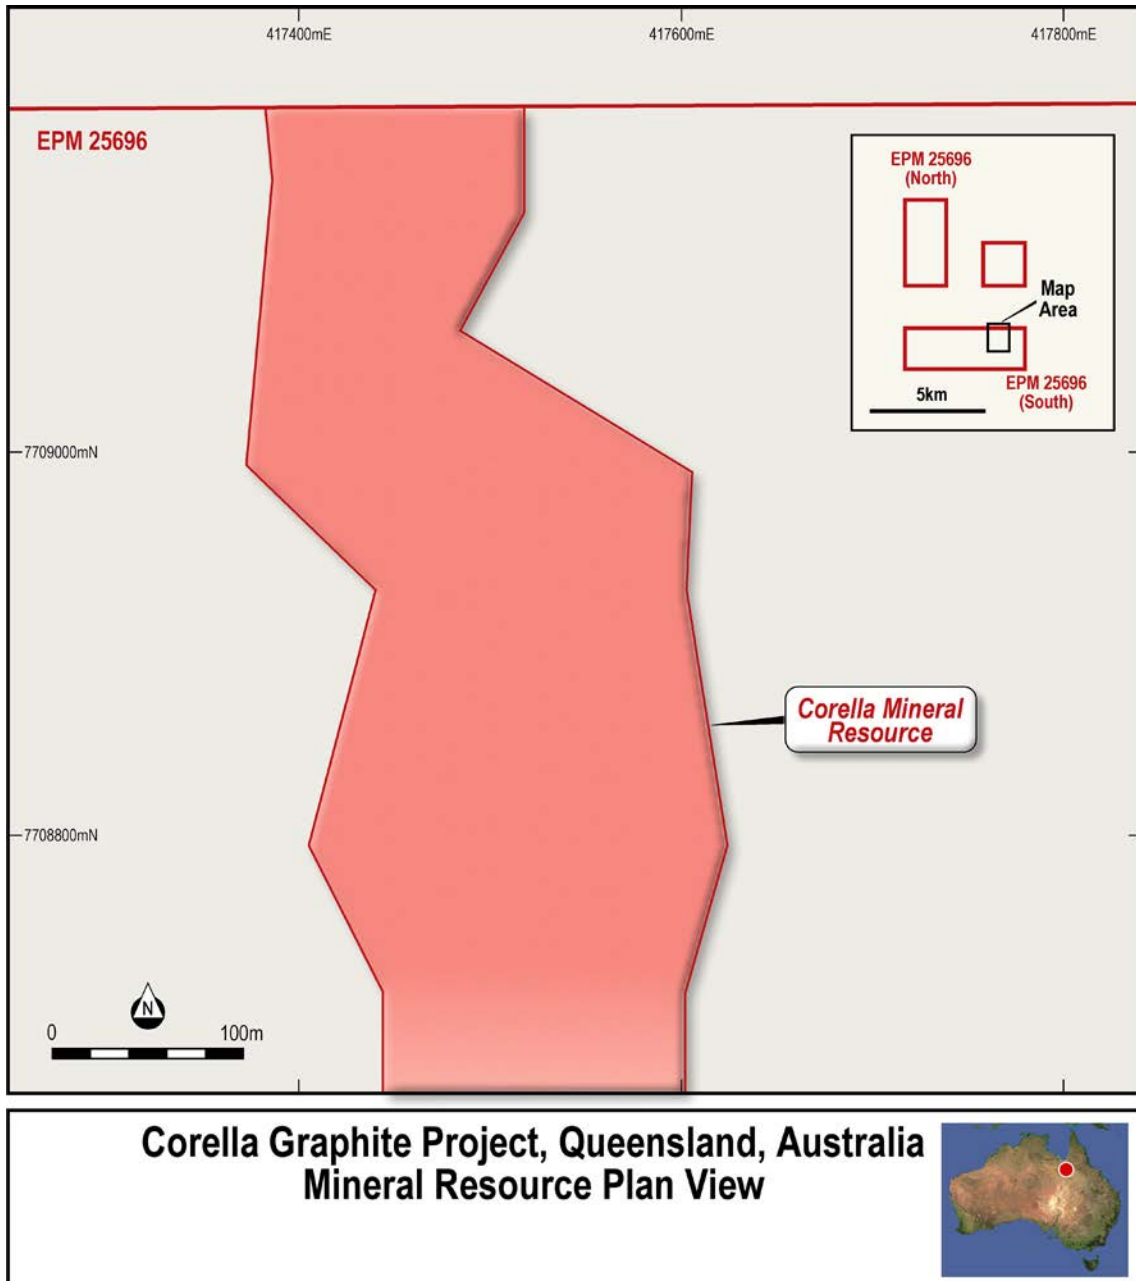 417400mE
417600mE
417800mE
EPM 25696
EPM 25696
(North)
Map
Area
5km
EPM 25696
(South)
7709000mN
Corella Mineral
Resource
7708800mN
N
0
100m
Corella Graphite Project, Queensland, Australia
Mineral Resource Plan View